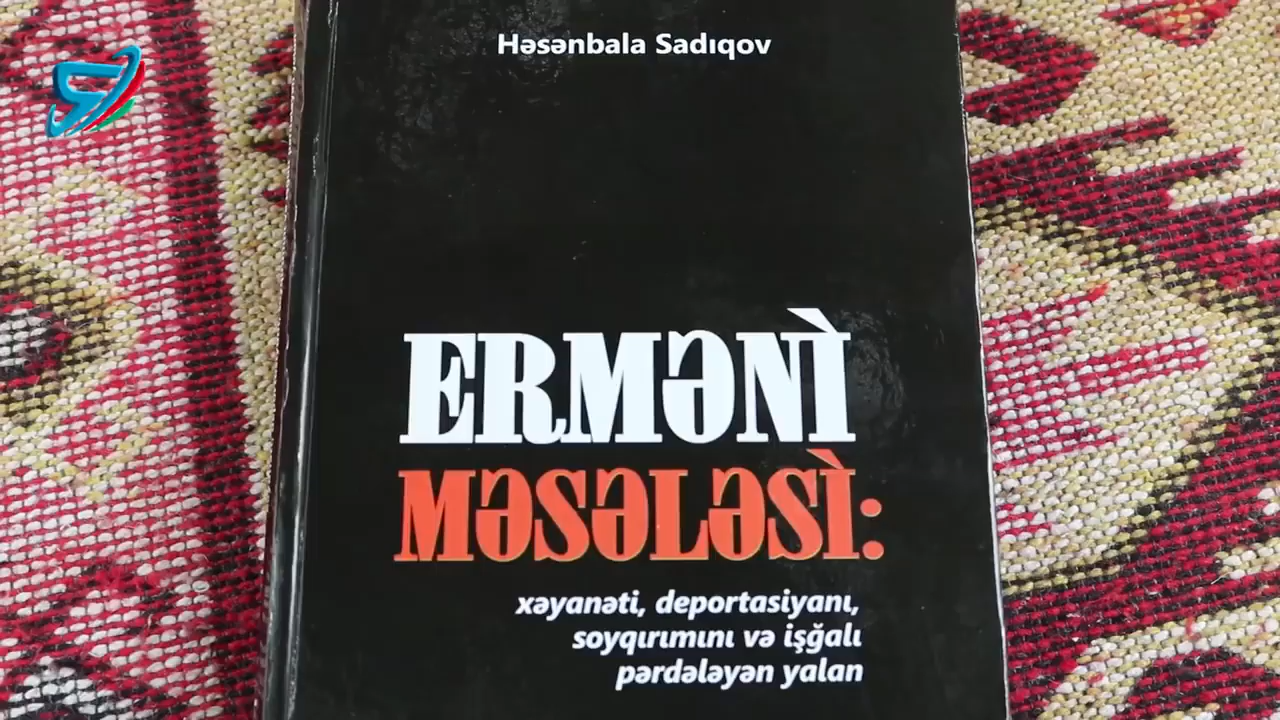 Həsənbala Sadıqov
ERMƏNİ
MƏSƏLƏSİ:
xəyanəti, deportasiyanı,
soyqırımını və işğalı
pərdələyən yalan